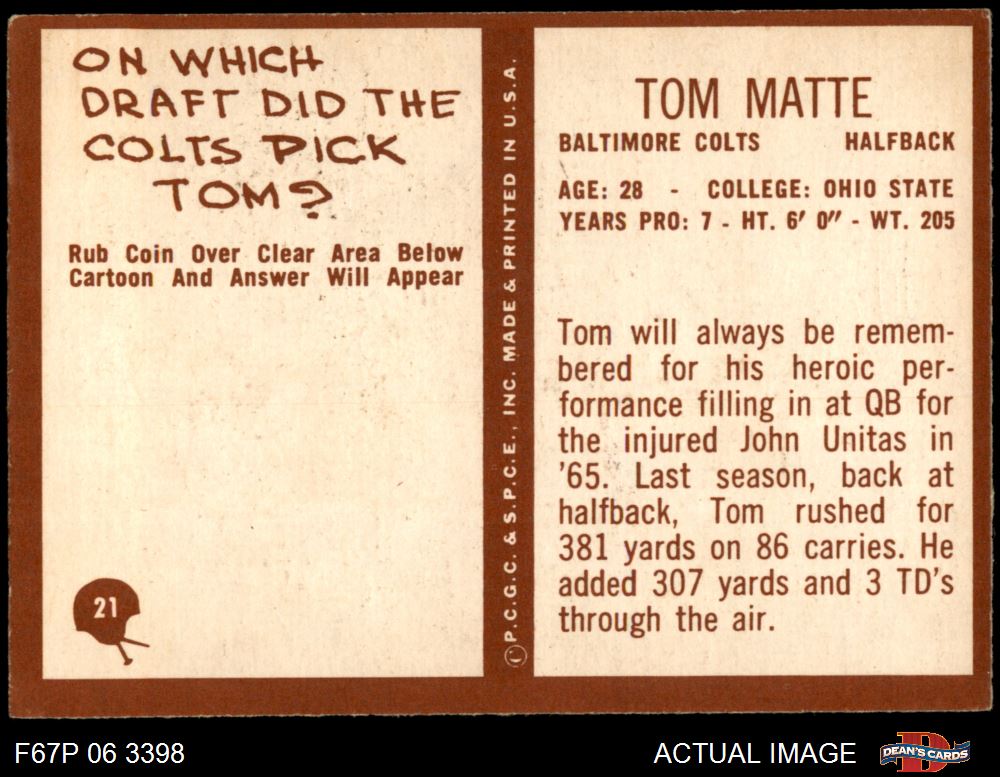 ON WHICH
DRAFT DID THE
COLTS PICK
TOM?
Rub Coin Over Clear Area Below
Cartoon And Answer Will Appear
21
©P.C.G.C. & S.P.C.E., INC. MADE & PRINTED IN U.S.A.
TOM MATTE
BALTIMORE COLTS HALFBACK
AGE: 28 - COLLEGE: OHIO STATE
YEARS PRO: 7 - HT. 6′ 0″ - WT. 205
Tom will always be remem-
bered for his heroic per-
formance filling in at QB for
the injured John Unitas in
'65. Last season, back at
halfback, Tom rushed for
381 yards on 86 carries. He
added 307 yards and 3 TD's
through the air.
F67P 06 3398
ACTUAL IMAGE
D
DEAN'S CARDS